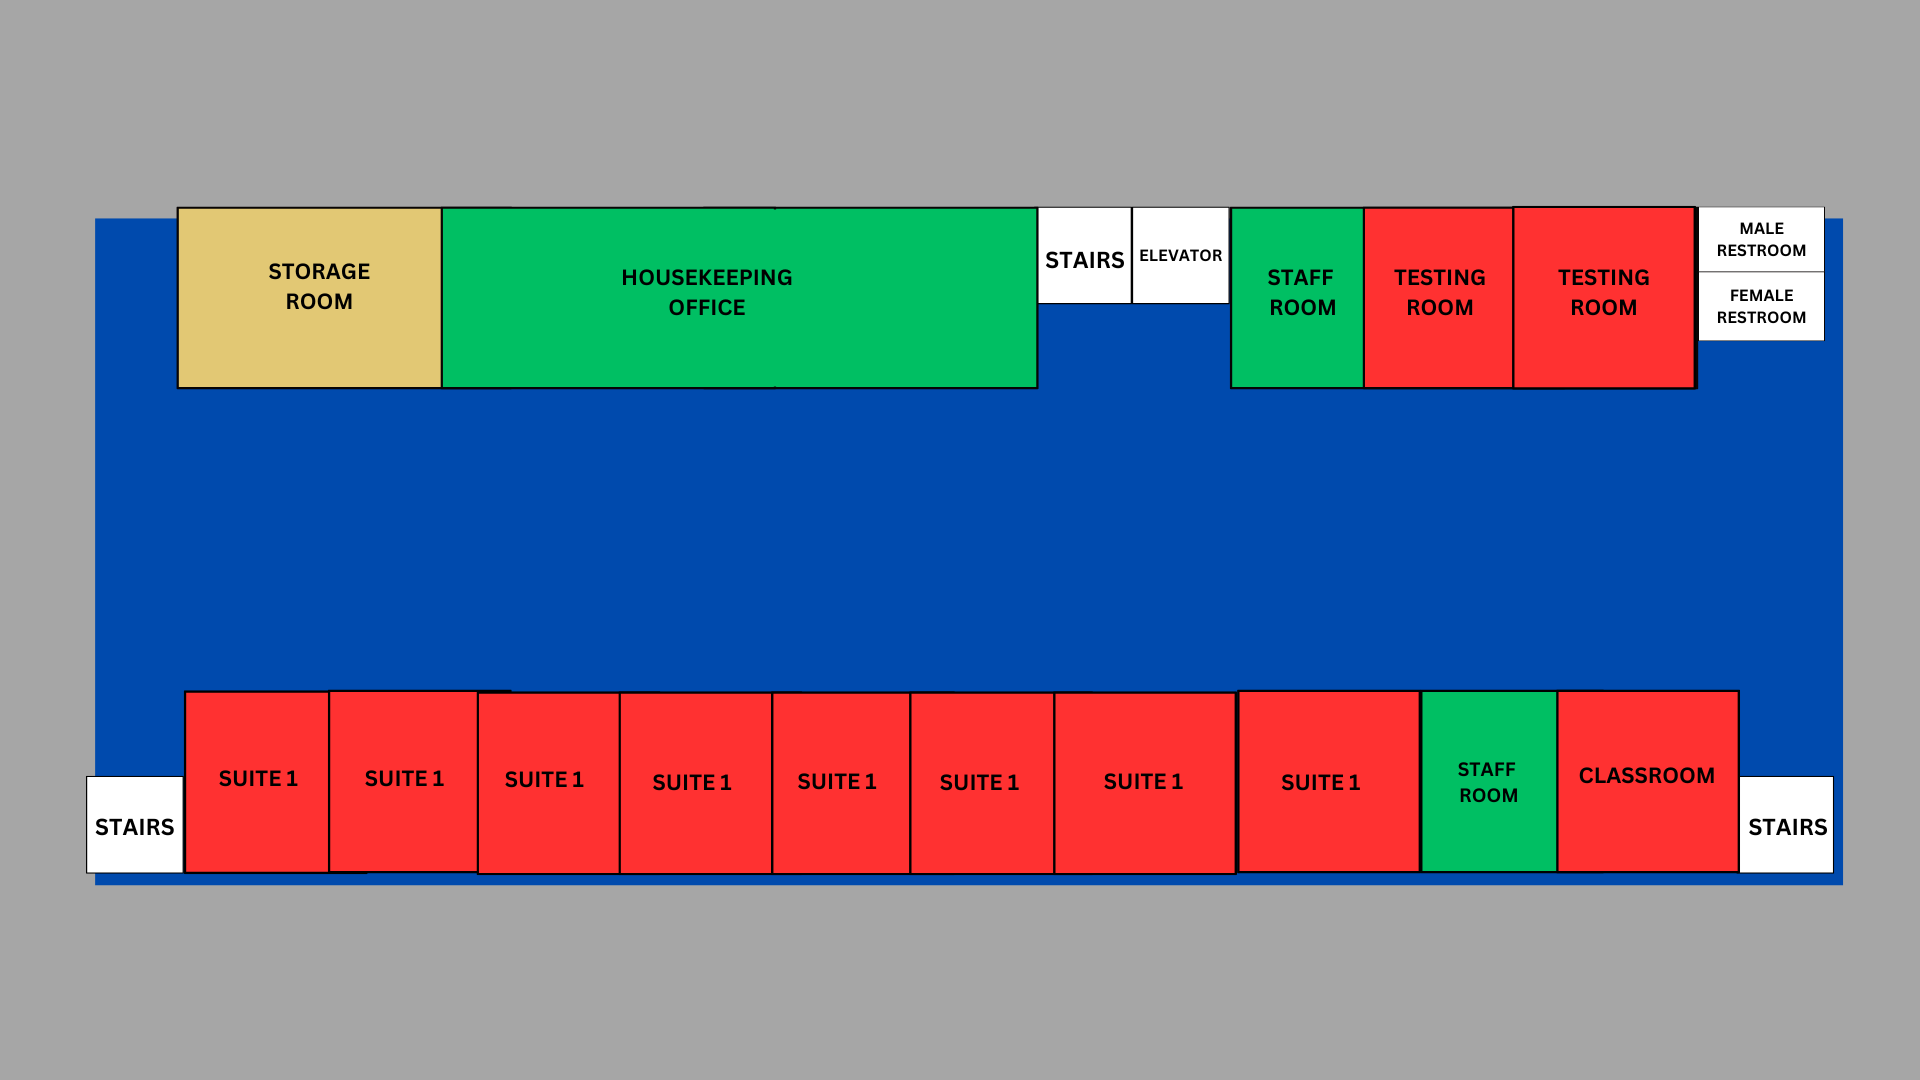 STORAGE
ROOM
HOUSEKEEPING
OFFICE
STAIRS
ELEVATOR
STAFF
ROOM
TESTING
ROOM
TESTING
ROOM
MALE
RESTROOM
FEMALE
RESTROOM
STAIRS
SUITE 1
SUITE 1
SUITE 1
SUITE 1
SUITE 1
SUITE 1
SUITE 1
SUITE 1
STAFF
ROOM
CLASSROOM
STAIRS